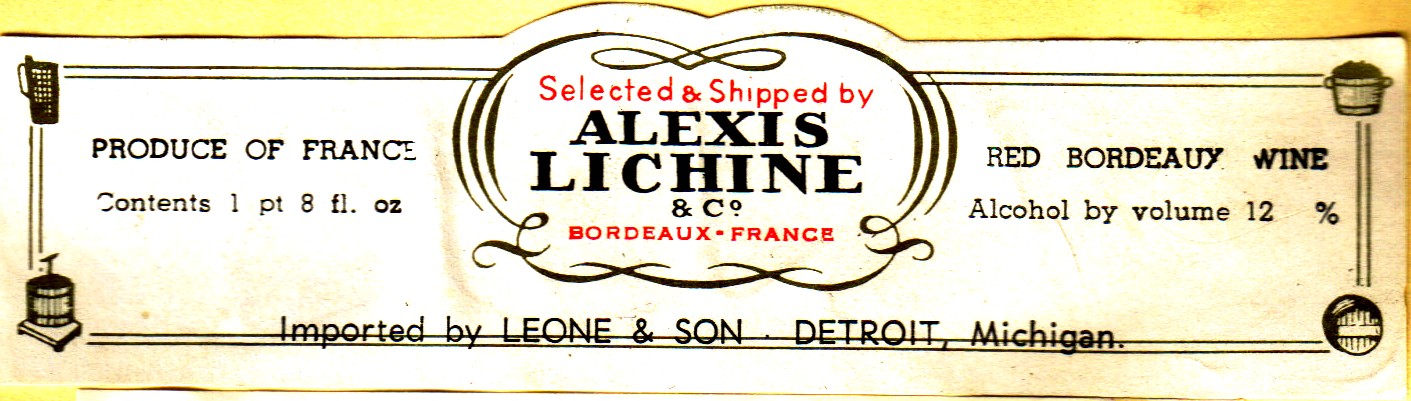 Selected & Shipped by
ALEXIS
LICHINE
& Cº
BORDEAUX - FRANCE
PRODUCE OF FRANCE
Contents 1 pt 8 fl. oz
RED BORDEAUX WINE
Alcohol by volume 12 %
Imported by LEONE & SON · DETROIT, Michigan.